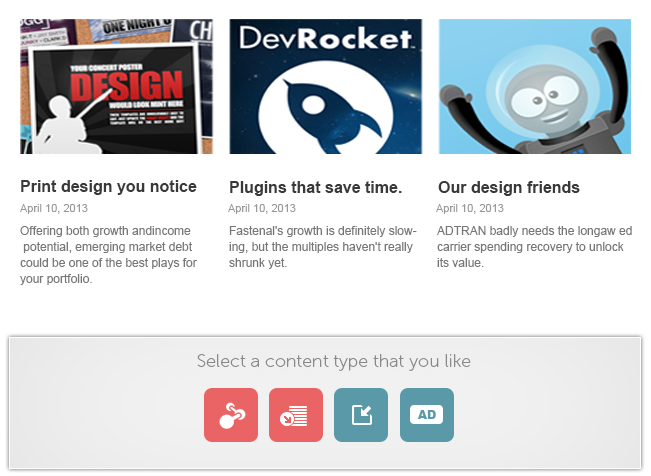 ONE NIGHT
CH
YOUR CONCERT POSTER
DESIGN
WOULD LOOK MINT HERE
DevRocket
Print design you notice
Plugins that save time.
Our design friends
April 10, 2013
April 10, 2013
April 10, 2013
Offering both growth andincome
potential, emerging market debt
could be one of the best plays for
your portfolio.
Fastenal's growth is definitely slow-
ing, but the multiples haven't really
shrunk yet.
ADTRAN badly needs the longaw ed
carrier spending recovery to unlock
its value.
Select a content type that you like
AD